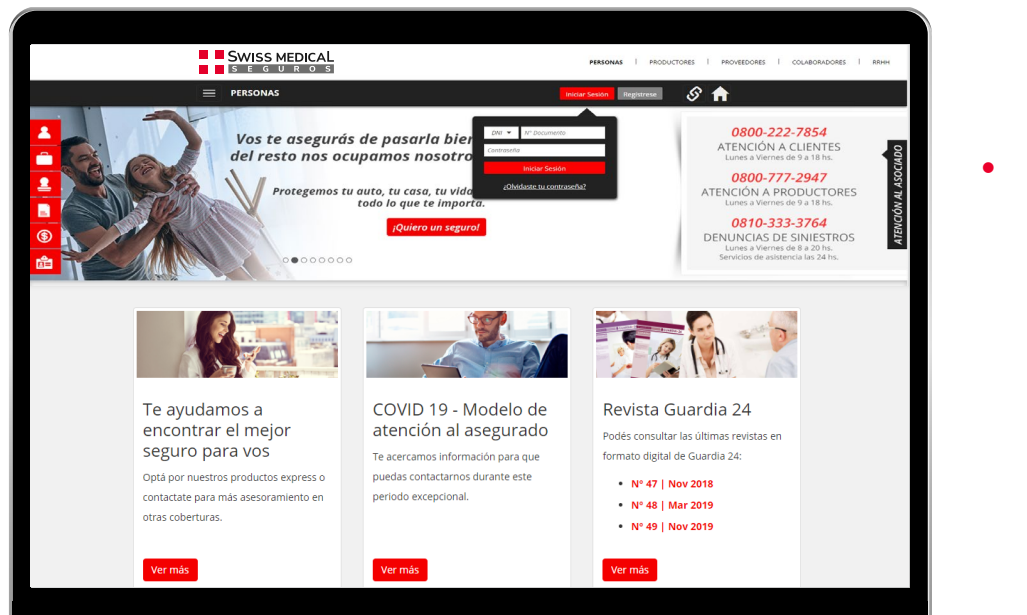 SWISS MEDICAL
SEGUROS
PERSONAS | PRODUCTORES | PROVEEDORES | COLABORADORES | RRHH
PERSONAS
Iniciar Sesión
Registrese
DNI
N° Documento
Contraseña
Iniciar Sesión
¿Olvidaste tu contraseña?
Vos te asegurás de pasarla bien
del resto nos ocupamos nosotro
Protegemos tu auto, tu casa, tu vida
todo lo que te importa.
¡Quiero un seguro!
0800-222-7854
ATENCIÓN A CLIENTES
Lunes a Viernes de 9 a 18 hs.
0800-777-2947
ATENCIÓN A PRODUCTORES
Lunes a Viernes de 9 a 18 hs.
0810-333-3764
DENUNCIAS DE SINIESTROS
Lunes a Viernes de 8 a 20 hs.
Servicios de asistencia las 24 hs.
ATENCIÓN AL ASOCIADO
Te ayudamos a
encontrar el mejor
seguro para vos
Optá por nuestros productos express o
contactate para más asesoramiento en
otras coberturas.
Ver más
COVID 19 - Modelo de
atención al asegurado
Te acercamos información para que
puedas contactarnos durante este
periodo excepcional.
Ver más
Revista Guardia 24
Podés consultar las últimas revistas en
formato digital de Guardia 24:
N° 47 | Nov 2018
N° 48 | Mar 2019
N° 49 | Nov 2019
Ver más